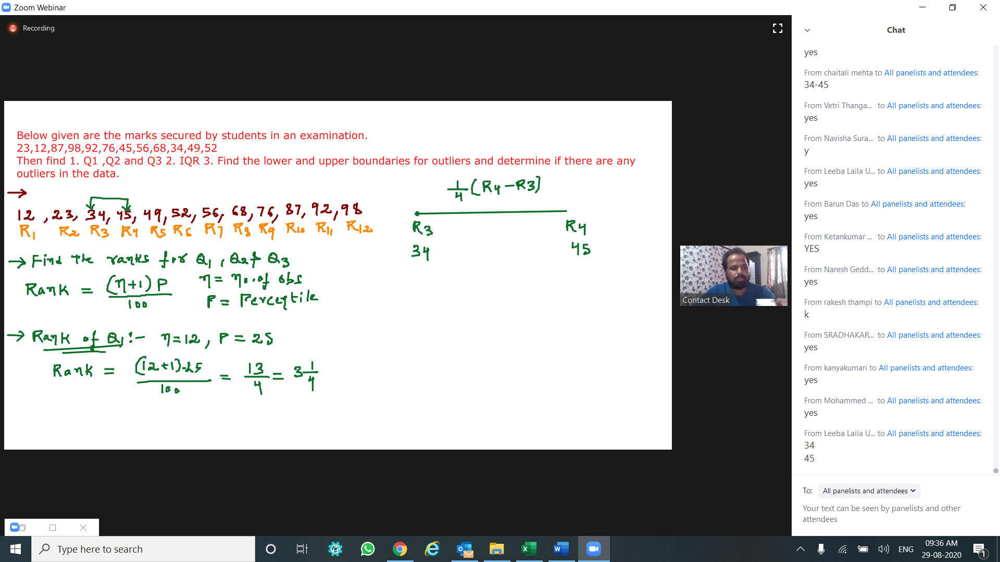 Zoom Webinar
Recording
Below given are the marks secured by students in an examination.
23,12,87,98,92,76,45,56,68,34,49,52
Then find 1. Q1 ,Q2 and Q3 2. IQR 3. Find the lower and upper boundaries for outliers and determine if there are any
outliers in the data.
→
12 , 23, 34, 45, 49, 52, 56, 68, 76, 87, 92, 98
R1 R2 R3 R4 R5 R6 R7 R8 R9 R10 R11 R12
→ Find the ranks for Q1, Q2 & Q3
Rank = (n+1) P / 100
n = no. of obs
P = Percentile
→ Rank of Q1 :- n=12, P = 25
Rank = (12+1) . 25 / 100 = 13/4 = 3 1/4
1/4 (R4 - R3)
R3 R4
34 45
Contact Desk
Chat
yes
From chaitali mehta to All panelists and attendees:
34-45
From Vetri Thanga... to All panelists and attendees:
yes
From Navisha Sura... to All panelists and attendees:
y
From Leeba Laila U... to All panelists and attendees:
yes
From Barun Das to All panelists and attendees:
yes
From Ketankumar ... to All panelists and attendees:
YES
From Naresh Gedd... to All panelists and attendees:
yes
From rakesh thampi to All panelists and attendees:
k
From SRADHAKAR... to All panelists and attendees:
yes
From kanyakumari to All panelists and attendees:
yes
From Mohammed ... to All panelists and attendees:
yes
From Leeba Laila U... to All panelists and attendees:
34
45
To: All panelists and attendees
Your text can be seen by panelists and other
attendees
Type here to search
ENG
09:36 AM
29-08-2020
1